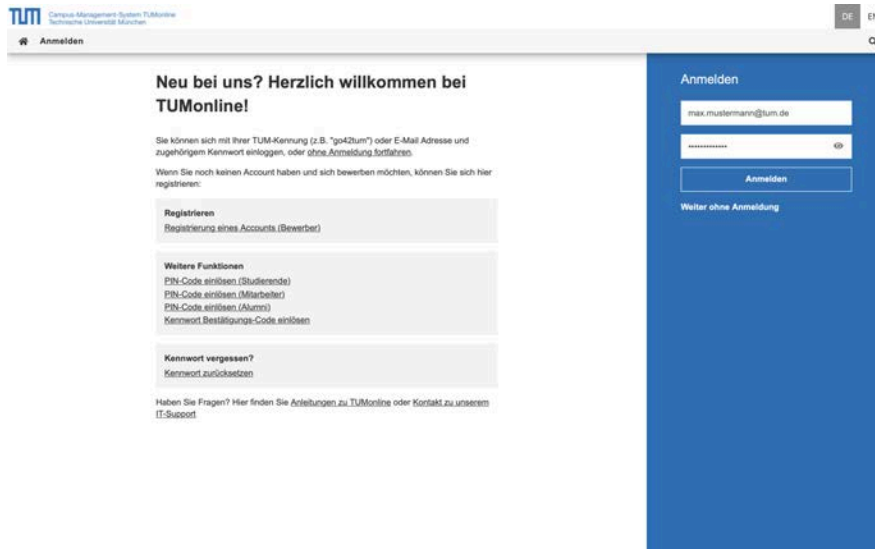 TUM
Campus-Management-System TUMonline
Technische Universität München
DE
EN
Anmelden
Neu bei uns? Herzlich willkommen bei
TUMonline!
Sie können sich mit Ihrer TUM-Kennung (z.B. "go42tum") oder E-Mail Adresse und
zugehörigem Kennwort einloggen, oder ohne Anmeldung fortfahren.
Wenn Sie noch keinen Account haben und sich bewerben möchten, können Sie sich hier
registrieren:
Registrieren
Registrierung eines Accounts (Bewerber)
Weitere Funktionen
PIN-Code einlösen (Studierende)
PIN-Code einlösen (Mitarbeiter)
PIN-Code einlösen (Alumni)
Kennwort Bestätigungs-Code einlösen
Kennwort vergessen?
Kennwort zurücksetzen
Haben Sie Fragen? Hier finden Sie Anleitungen zu TUMonline oder Kontakt zu unserem
IT-Support
Anmelden
max.mustermann@tum.de
Anmelden
Weiter ohne Anmeldung